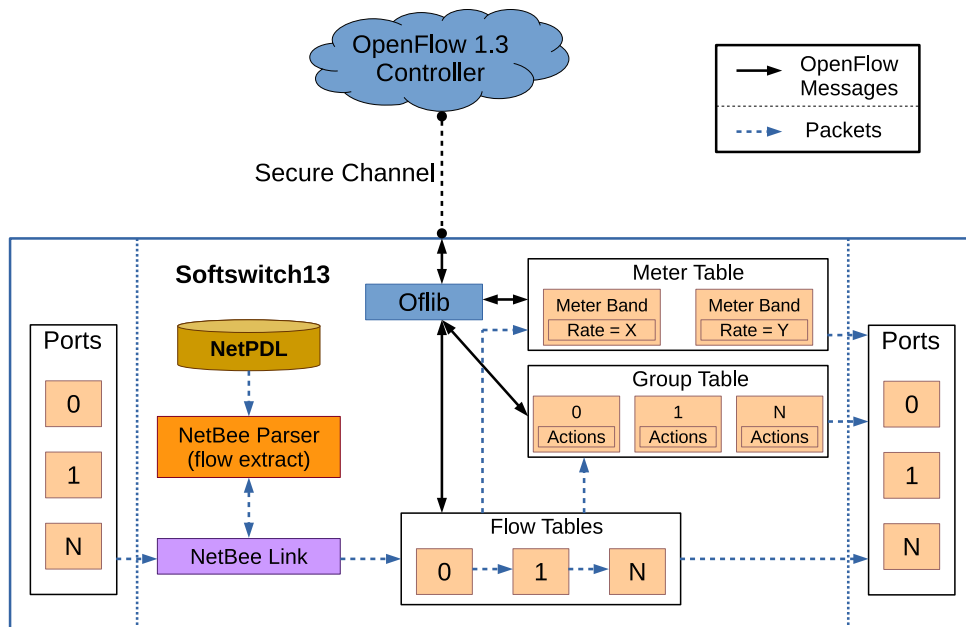 OpenFlow 1.3
Controller
OpenFlow
Messages
Packets
Secure Channel
Softswitch13
Oflib
Meter Table
Meter Band
Rate = X
Meter Band
Rate = Y
Ports
0
1
N
NetPDL
NetBee Parser
(flow extract)
NetBee Link
Group Table
0
Actions
1
Actions
N
Actions
Flow Tables
0
1
N
Ports
0
1
N